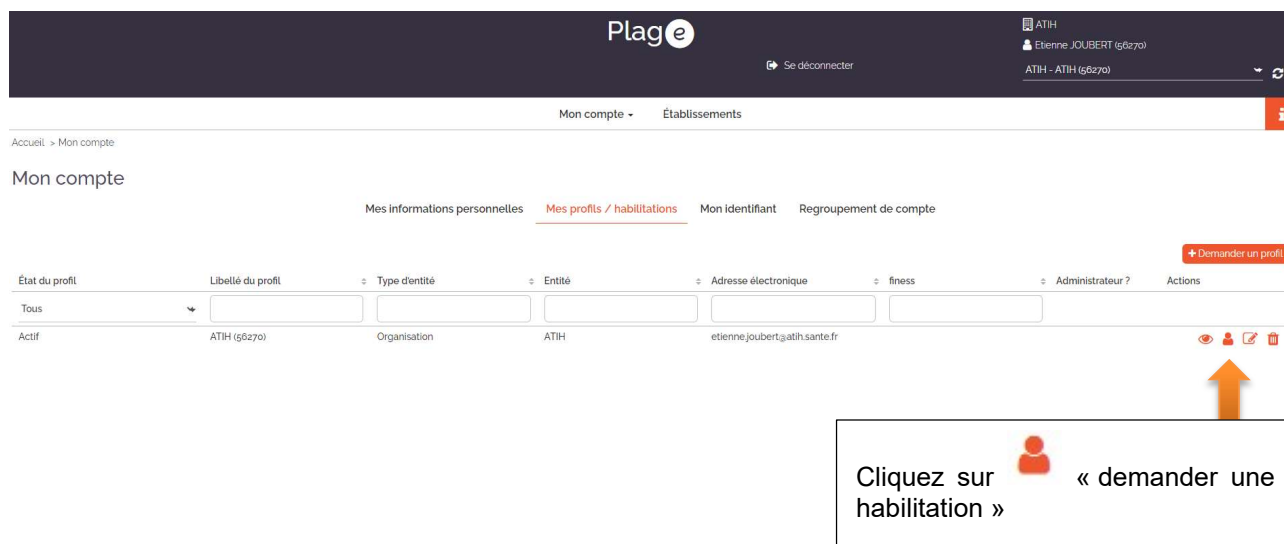 Plage
ATIH
Etienne JOUBERT (56270)
Se déconnecter
ATIH - ATIH (56270)
Mon compte
Établissements
Accueil > Mon compte
Mon compte
Mes informations personnelles
Mes profils / habilitations
Mon identifiant
Regroupement de compte
+ Demander un profil
État du profil
Libellé du profil
Type d'entité
Entité
Adresse électronique
finess
Administrateur ?
Actions
Tous
Actif
ATIH (56270)
Organisation
ATIH
etienne.joubert@atih.sante.fr
Cliquez sur « demander une
habilitation »